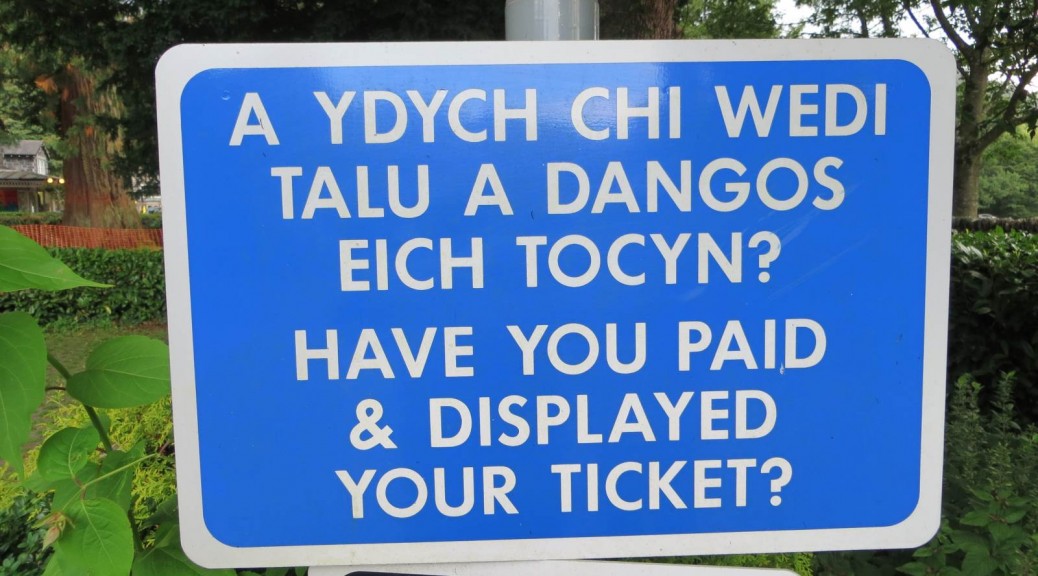 A YDYCH CHI WEDI
TALU A DANGOS
EICH TOCYN?
HAVE YOU PAID
& DISPLAYED
YOUR TICKET?